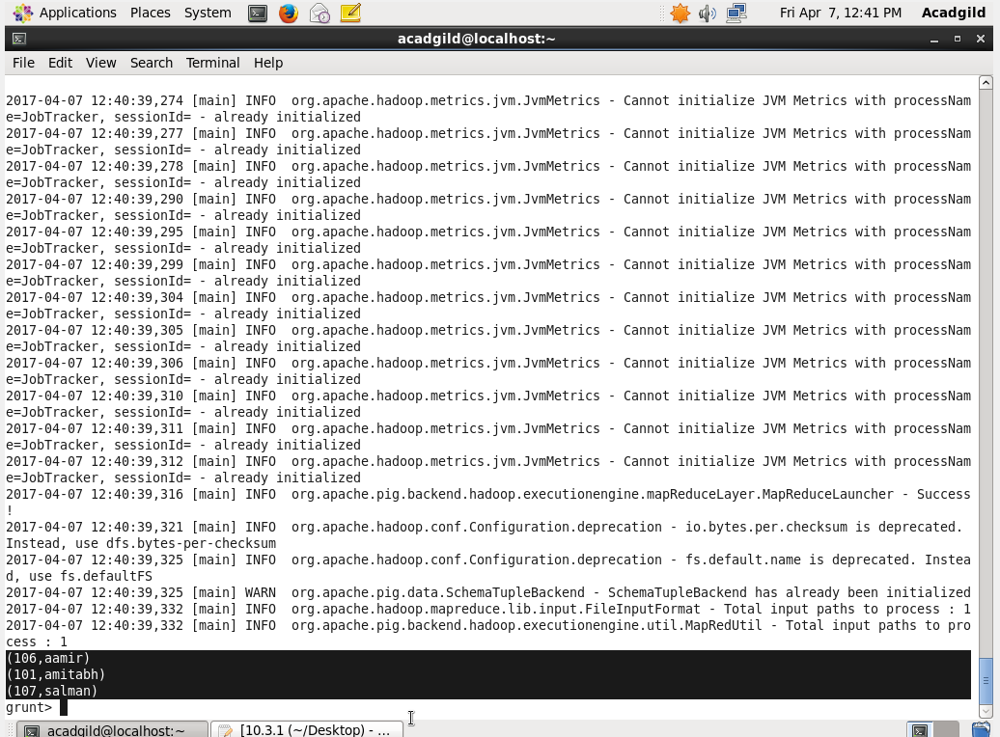 Applications Places System Fri Apr 7, 12:41 PM Acadgild
acadgild@localhost:~
File Edit View Search Terminal Help
2017-04-07 12:40:39,274 [main] INFO  org.apache.hadoop.metrics.jvm.JvmMetrics - Cannot initialize JVM Metrics with processNam
e=JobTracker, sessionId= - already initialized
2017-04-07 12:40:39,277 [main] INFO  org.apache.hadoop.metrics.jvm.JvmMetrics - Cannot initialize JVM Metrics with processNam
e=JobTracker, sessionId= - already initialized
2017-04-07 12:40:39,278 [main] INFO  org.apache.hadoop.metrics.jvm.JvmMetrics - Cannot initialize JVM Metrics with processNam
e=JobTracker, sessionId= - already initialized
2017-04-07 12:40:39,290 [main] INFO  org.apache.hadoop.metrics.jvm.JvmMetrics - Cannot initialize JVM Metrics with processNam
e=JobTracker, sessionId= - already initialized
2017-04-07 12:40:39,295 [main] INFO  org.apache.hadoop.metrics.jvm.JvmMetrics - Cannot initialize JVM Metrics with processNam
e=JobTracker, sessionId= - already initialized
2017-04-07 12:40:39,299 [main] INFO  org.apache.hadoop.metrics.jvm.JvmMetrics - Cannot initialize JVM Metrics with processNam
e=JobTracker, sessionId= - already initialized
2017-04-07 12:40:39,304 [main] INFO  org.apache.hadoop.metrics.jvm.JvmMetrics - Cannot initialize JVM Metrics with processNam
e=JobTracker, sessionId= - already initialized
2017-04-07 12:40:39,305 [main] INFO  org.apache.hadoop.metrics.jvm.JvmMetrics - Cannot initialize JVM Metrics with processNam
e=JobTracker, sessionId= - already initialized
2017-04-07 12:40:39,306 [main] INFO  org.apache.hadoop.metrics.jvm.JvmMetrics - Cannot initialize JVM Metrics with processNam
e=JobTracker, sessionId= - already initialized
2017-04-07 12:40:39,310 [main] INFO  org.apache.hadoop.metrics.jvm.JvmMetrics - Cannot initialize JVM Metrics with processNam
e=JobTracker, sessionId= - already initialized
2017-04-07 12:40:39,311 [main] INFO  org.apache.hadoop.metrics.jvm.JvmMetrics - Cannot initialize JVM Metrics with processNam
e=JobTracker, sessionId= - already initialized
2017-04-07 12:40:39,312 [main] INFO  org.apache.hadoop.metrics.jvm.JvmMetrics - Cannot initialize JVM Metrics with processNam
e=JobTracker, sessionId= - already initialized
2017-04-07 12:40:39,316 [main] INFO  org.apache.pig.backend.hadoop.executionengine.mapReduceLayer.MapReduceLauncher - Success
!
2017-04-07 12:40:39,321 [main] INFO  org.apache.hadoop.conf.Configuration.deprecation - io.bytes.per.checksum is deprecated.
Instead, use dfs.bytes-per-checksum
2017-04-07 12:40:39,325 [main] INFO  org.apache.hadoop.conf.Configuration.deprecation - fs.default.name is deprecated. Instea
d, use fs.defaultFS
2017-04-07 12:40:39,325 [main] WARN  org.apache.pig.data.SchemaTupleBackend - SchemaTupleBackend has already been initialized
2017-04-07 12:40:39,332 [main] INFO  org.apache.hadoop.mapreduce.lib.input.FileInputFormat - Total input paths to process : 1
2017-04-07 12:40:39,332 [main] INFO  org.apache.pig.backend.hadoop.executionengine.util.MapRedUtil - Total input paths to pro
cess : 1
(106,aamir)
(101,amitabh)
(107,salman)
grunt>
acadgild@localhost:~ [10.3.1 (~/Desktop) - ...